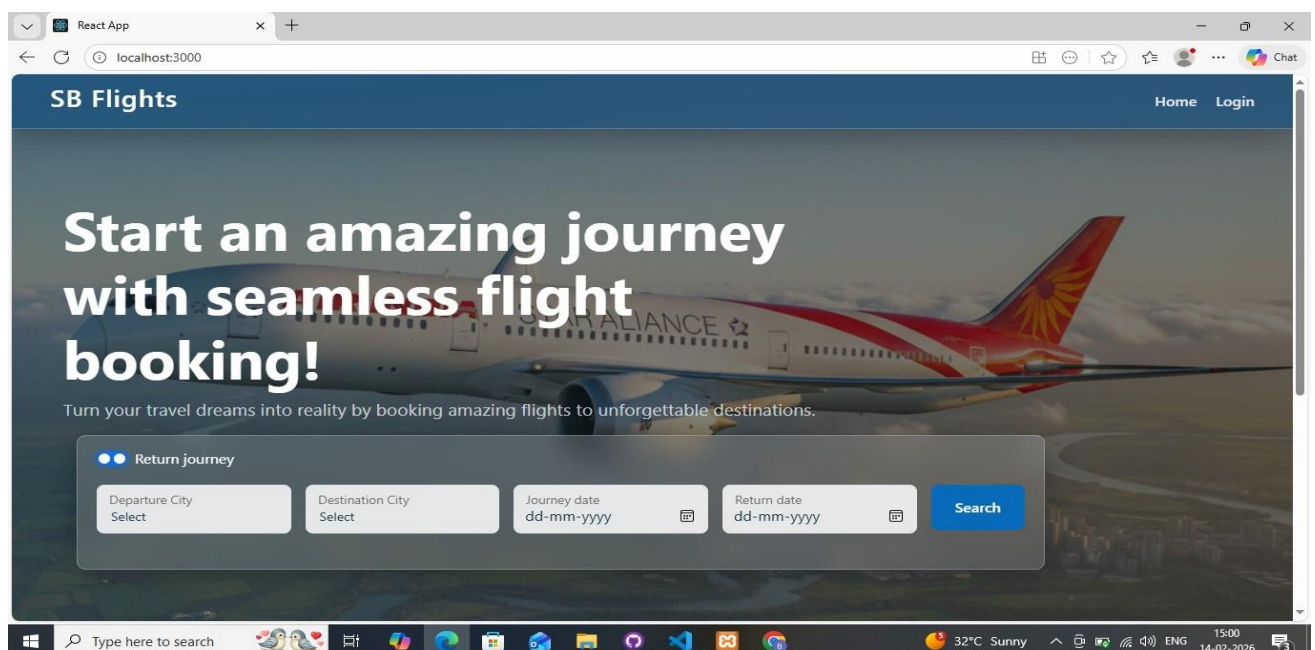 React App
localhost:3000
Chat
SB Flights
Home Login
Start an amazing journey
with seamless flight
booking!
STAR ALIANCE
Turn your travel dreams into reality by booking amazing flights to unforgettable destinations.
Return journey
Departure City
Select
Destination City
Select
Journey date
dd-mm-yyyy
Return date
dd-mm-yyyy
Search
Type here to search
5
32°C Sunny
ENG
15:00
14-02-2026
3